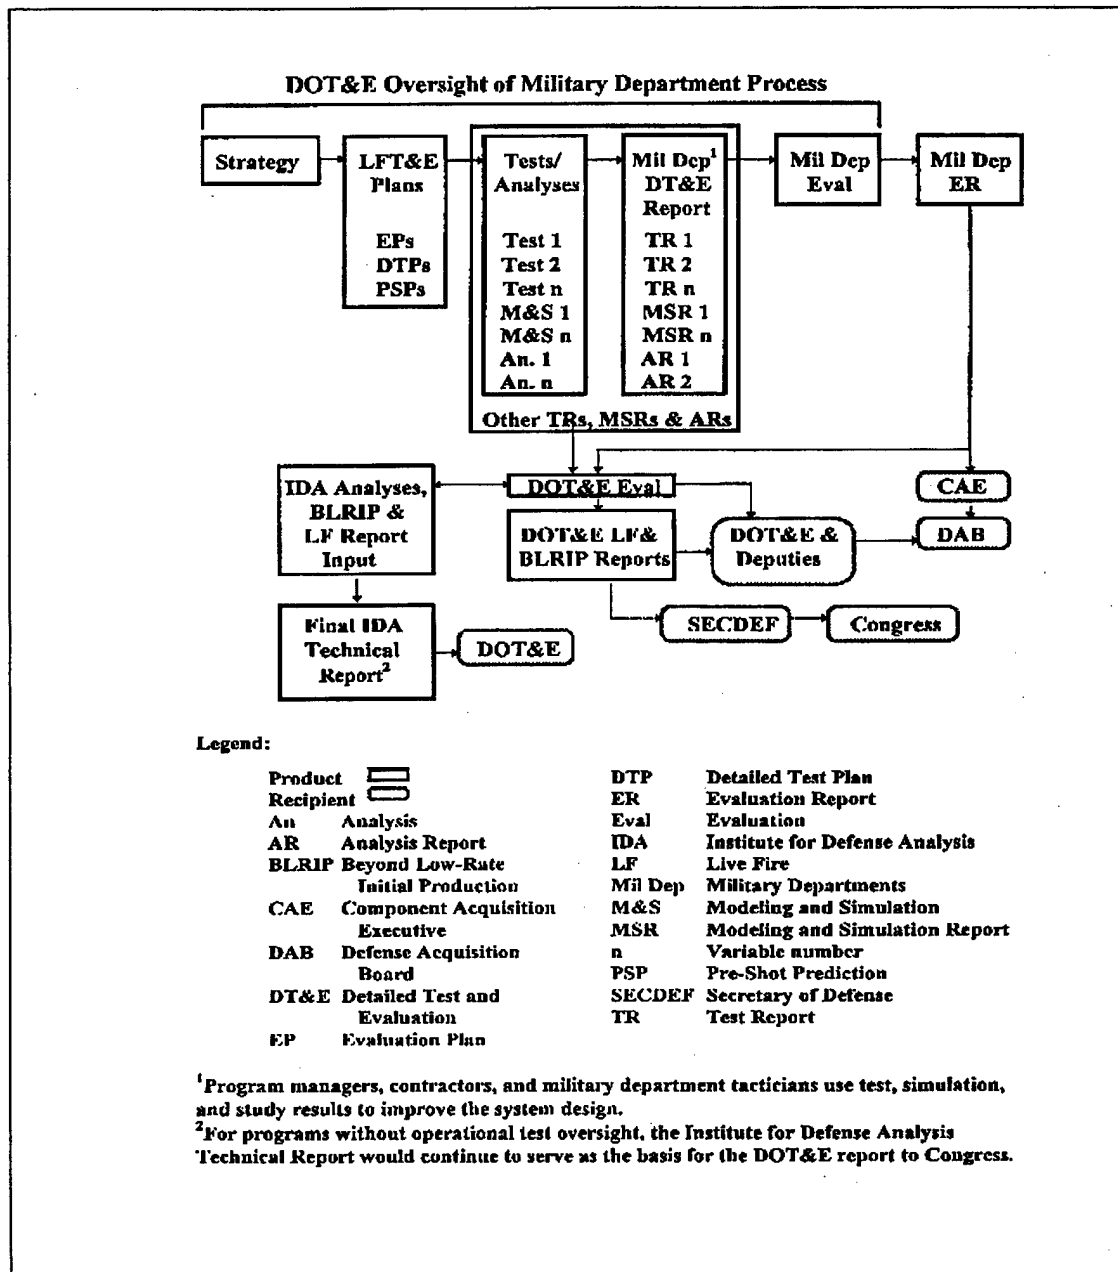 DOT&E Oversight of Military Department Process
Strategy
LFT&E
Plans
EPs
DTPs
PSPs
Tests/
Analyses
Test 1
Test 2
Test n
M&S 1
M&S n
An. 1
An. n
Mil Dep¹
DT&E
Report
TR 1
TR 2
TR n
MSR 1
MSR n
AR 1
AR 2
Other TRs, MSRs & ARs
Mil Dep
Eval
Mil Dep
ER
IDA Analyses,
BLRIP &
LF Report
Input
DOT&E Eval
DOT&E LF&
BLRIP Reports
DOT&E &
Deputies
CAE
DAB
SECDEF
Congress
Final IDA
Technical
Report²
DOT&E
Legend:
Product
Recipient
An Analysis
AR Analysis Report
BLRIP Beyond Low-Rate
Initial Production
CAE Component Acquisition
Executive
DAB Defense Acquisition
Board
DT&E Detailed Test and
Evaluation
EP Evaluation Plan
DTP Detailed Test Plan
ER Evaluation Report
Eval Evaluation
IDA Institute for Defense Analysis
LF Live Fire
Mil Dep Military Departments
M&S Modeling and Simulation
MSR Modeling and Simulation Report
n Variable number
PSP Pre-Shot Prediction
SECDEF Secretary of Defense
TR Test Report
¹Program managers, contractors, and military department tacticians use test, simulation,
and study results to improve the system design.
²For programs without operational test oversight, the Institute for Defense Analysis
Technical Report would continue to serve as the basis for the DOT&E report to Congress.